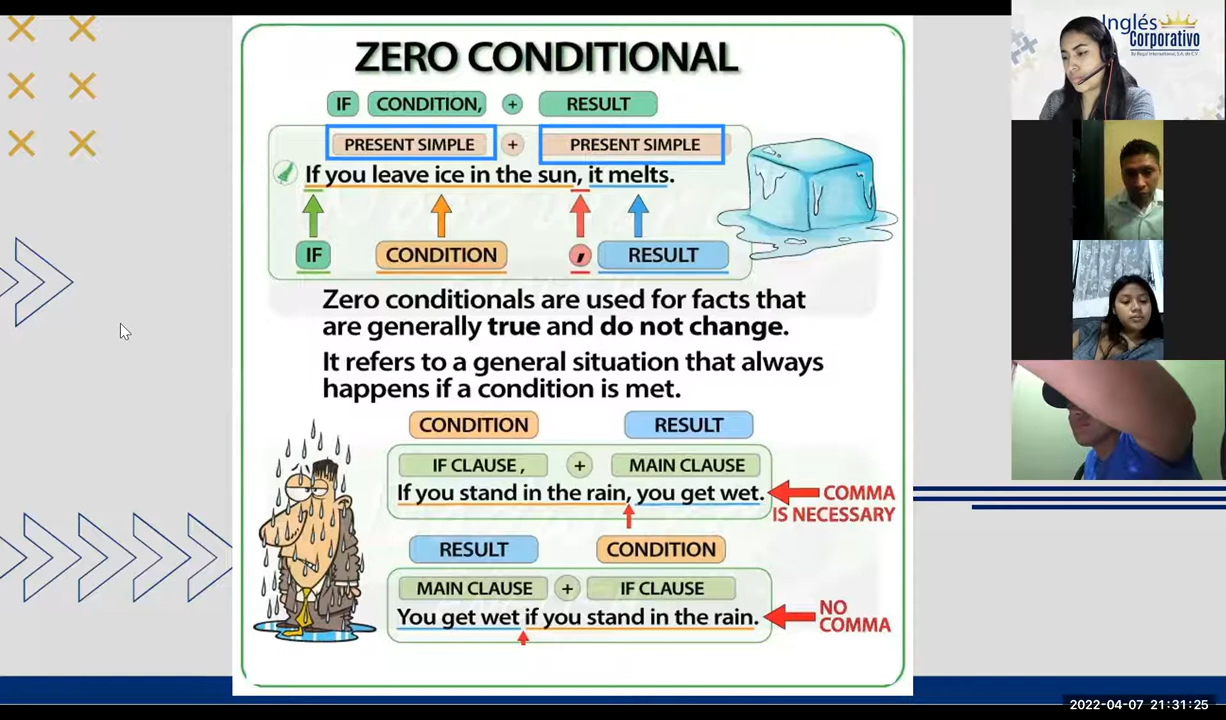 ZERO CONDITIONAL
IF CONDITION, + RESULT
PRESENT SIMPLE + PRESENT SIMPLE
If you leave ice in the sun, it melts.
IF CONDITION , RESULT
Zero conditionals are used for facts that
are generally true and do not change.
It refers to a general situation that always
happens if a condition is met.
CONDITION RESULT
IF CLAUSE , + MAIN CLAUSE
If you stand in the rain, you get wet.
COMMA
IS NECESSARY
RESULT CONDITION
MAIN CLAUSE + IF CLAUSE
You get wet if you stand in the rain.
NO
COMMA
Inglés
Corporativo
2022-04-07 21:31:25